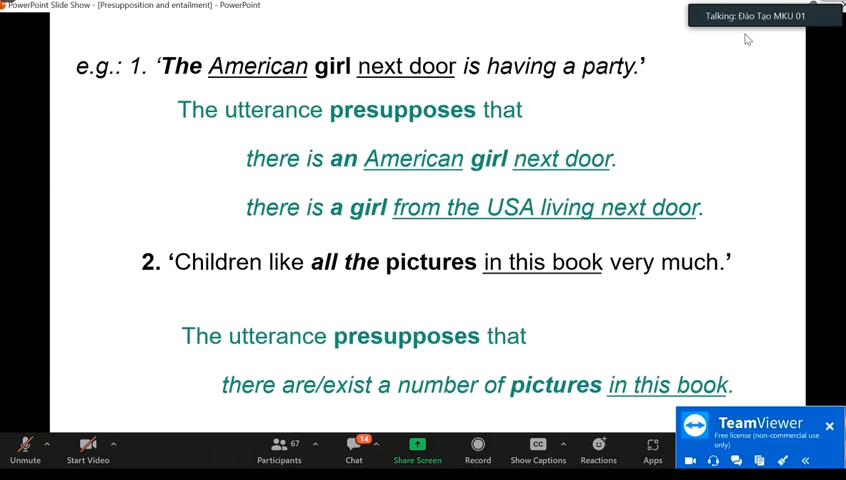 PowerPoint Slide Show - [Presupposition and entailment] - PowerPoint
Talking: Đào Tạo MKU 01
e.g.: 1. ‘The American girl next door is having a party.’
The utterance presupposes that
there is an American girl next door.
there is a girl from the USA living next door.
2. ‘Children like all the pictures in this book very much.’
The utterance presupposes that
there are/exist a number of pictures in this book.
TeamViewer
Free license (non-commercial use
only)
67
14
CC
Unmute
Start Video
Participants
Chat
Share Screen
Record
Show Captions
Reactions
Apps